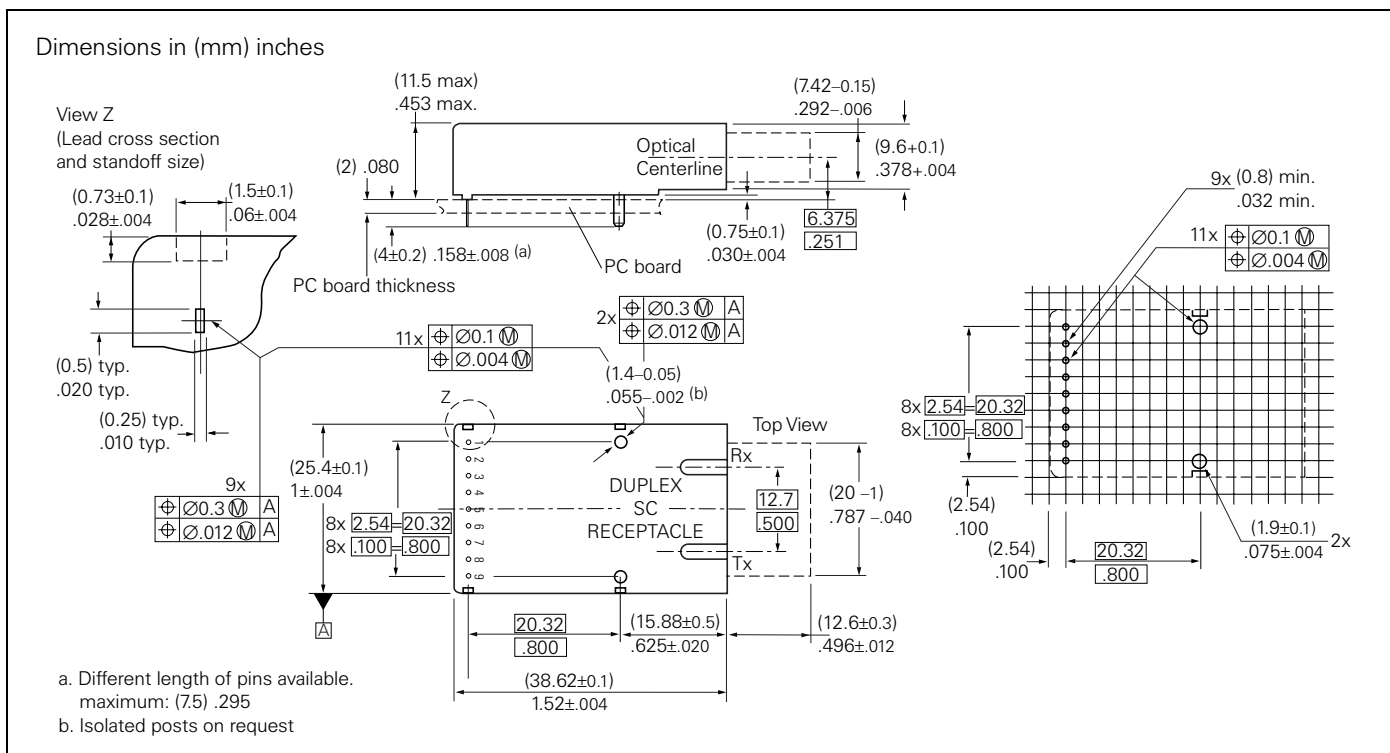 Dimensions in (mm) inches
View Z
(Lead cross section
and standoff size)
(0.73±0.1)
.028±.004
(1.5±0.1)
.06±.004
(0.5) typ.
.020 typ.
(0.25) typ.
.010 typ.
(11.5 max)
.453 max.
(2) .080
(4±0.2) .158±.008 (a)
PC board thickness
PC board
Optical
Centerline
(7.42–0.15)
.292–.006
(9.6+0.1)
.378+.004
6.375
.251
(0.75±0.1)
.030±.004
2x
⌖ Ø0.3 Ⓜ A
⌖ Ø.012 Ⓜ A
11x
⌖ Ø0.1 Ⓜ
⌖ Ø.004 Ⓜ
(1.4–0.05)
.055–.002 (b)
9x
⌖ Ø0.3 Ⓜ A
⌖ Ø.012 Ⓜ A
Z
(25.4±0.1)
1±.004
A
8x 2.54=20.32
8x .100=.800
1
2
3
4
5
6
7
8
9
DUPLEX
SC
RECEPTACLE
Rx
Tx
Top View
12.7
.500
(20 –1)
.787 –.040
20.32
.800
(15.88±0.5)
.625±.020
(12.6±0.3)
.496±.012
(38.62±0.1)
1.52±.004
9x (0.8) min.
.032 min.
11x
⌖ Ø0.1 Ⓜ
⌖ Ø.004 Ⓜ
8x 2.54=20.32
8x .100=.800
(2.54)
.100
(2.54)
.100
20.32
.800
(1.9±0.1)
.075±.004
2x
a. Different length of pins available.
maximum: (7.5) .295
b. Isolated posts on request